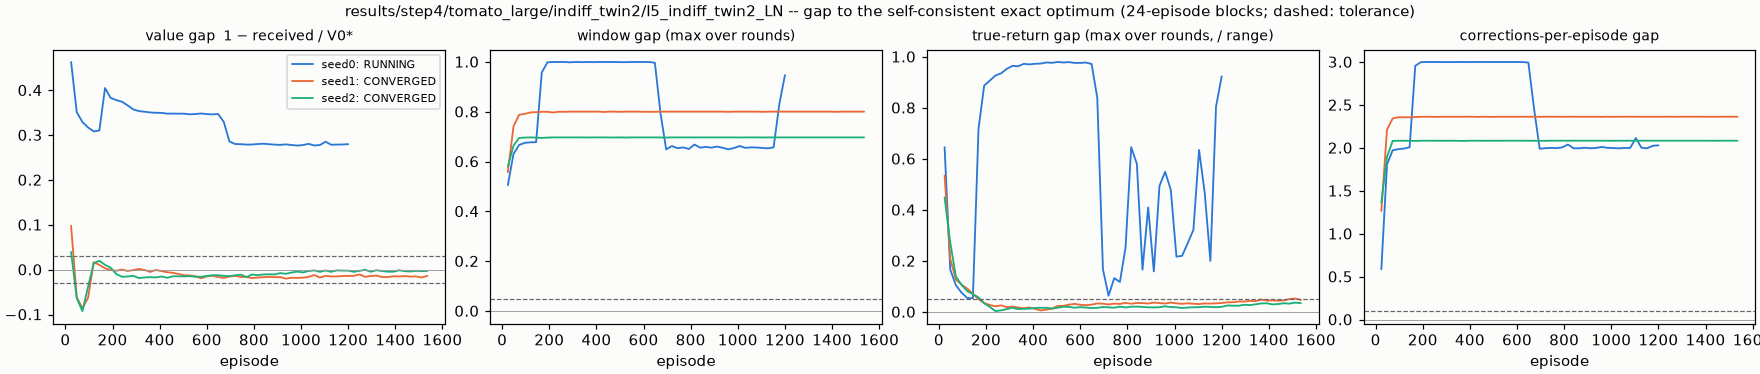 results/step4/tomato_large/indiff_twin2/I5_indiff_twin2_LN -- gap to the self-consistent exact optimum (24-episode blocks; dashed: tolerance)
value gap 1 − received / V0*
window gap (max over rounds)
true-return gap (max over rounds, / range)
corrections-per-episode gap
seed0: RUNNING
seed1: CONVERGED
seed2: CONVERGED
0.4
0.3
0.2
0.1
0.0
−0.1
0 200 400 600 800 1000 1200 1400 1600
episode
1.0
0.8
0.6
0.4
0.2
0.0
0 200 400 600 800 1000 1200 1400 1600
episode
1.0
0.8
0.6
0.4
0.2
0.0
0 200 400 600 800 1000 1200 1400 1600
episode
3.0
2.5
2.0
1.5
1.0
0.5
0.0
0 200 400 600 800 1000 1200 1400 160
episode